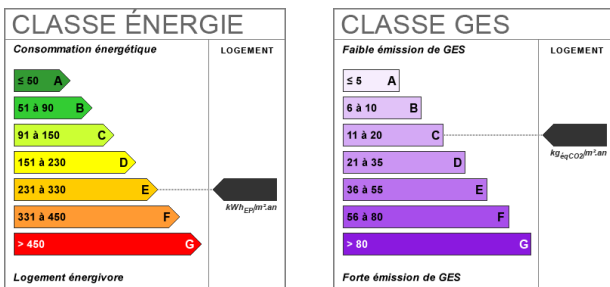 CLASSE ÉNERGIE
Consommation énergétique
LOGEMENT
≤ 50 A
51 à 90 B
91 à 150 C
151 à 230 D
231 à 330 E
kWhEP/m².an
331 à 450 F
> 450 G
Logement énergivore
CLASSE GES
Faible émission de GES
LOGEMENT
≤ 5 A
6 à 10 B
11 à 20 C
kgéqCO2/m².an
21 à 35 D
36 à 55 E
56 à 80 F
> 80 G
Forte émission de GES